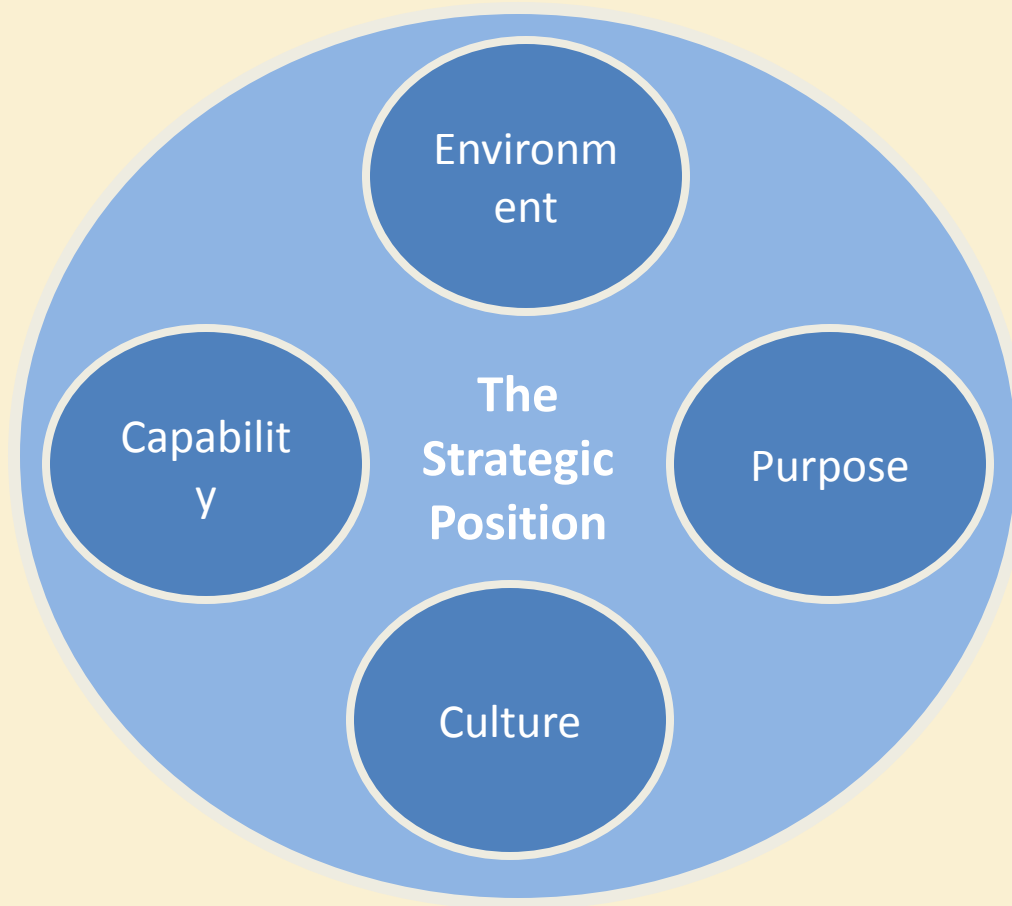 Environm
ent
Capabilit
y
The
Strategic
Position
Purpose
Culture